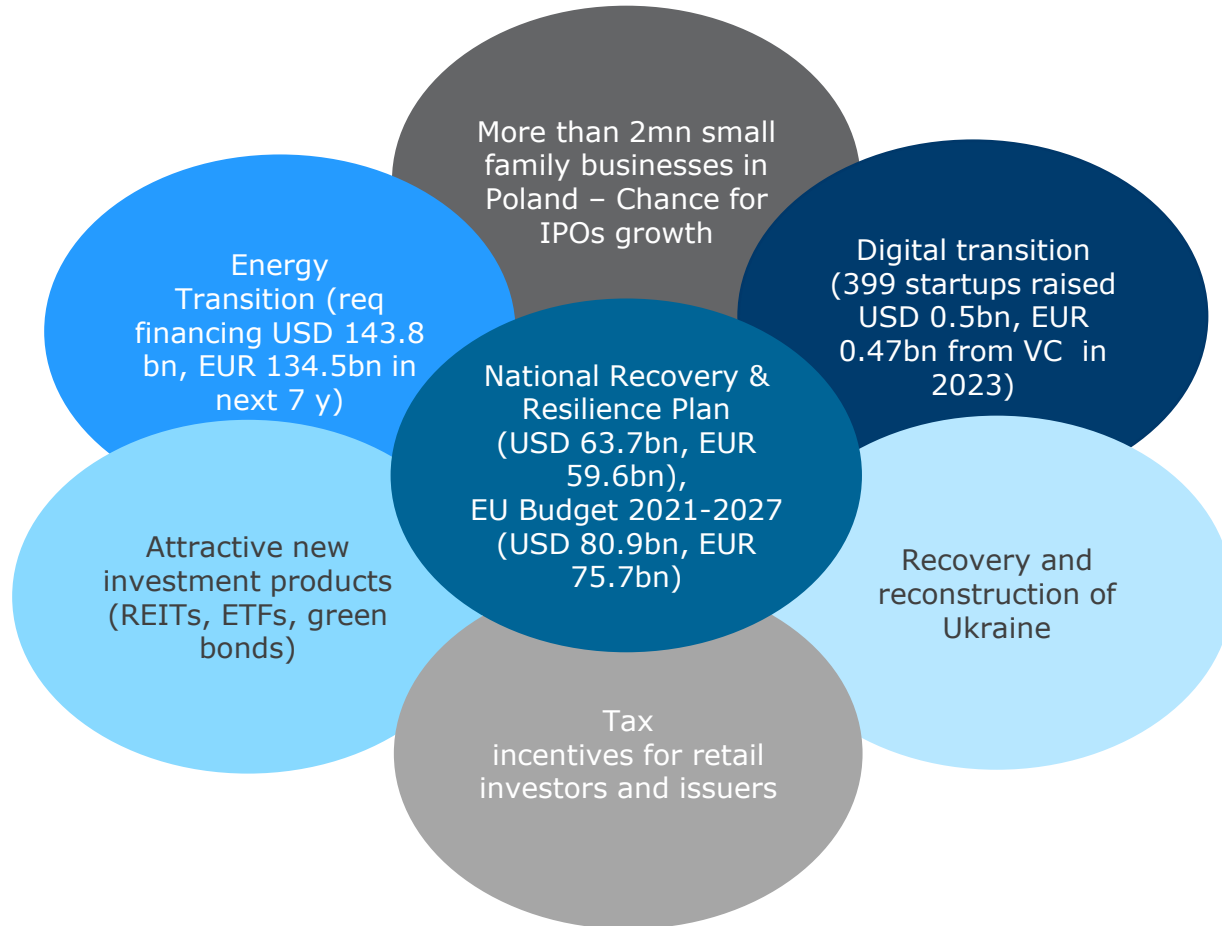 More than 2mn small
family businesses in
Poland – Chance for
IPOs growth
Energy
Transition (req
financing USD 143.8
bn, EUR 134.5bn in
next 7 y)
Digital transition
(399 startups raised
USD 0.5bn, EUR
0.47bn from VC in
2023)
National Recovery &
Resilience Plan
(USD 63.7bn, EUR
59.6bn),
EU Budget 2021-2027
(USD 80.9bn, EUR
75.7bn)
Attractive new
investment products
(REITs, ETFs, green
bonds)
Recovery and
reconstruction of
Ukraine
Tax
incentives for retail
investors and issuers